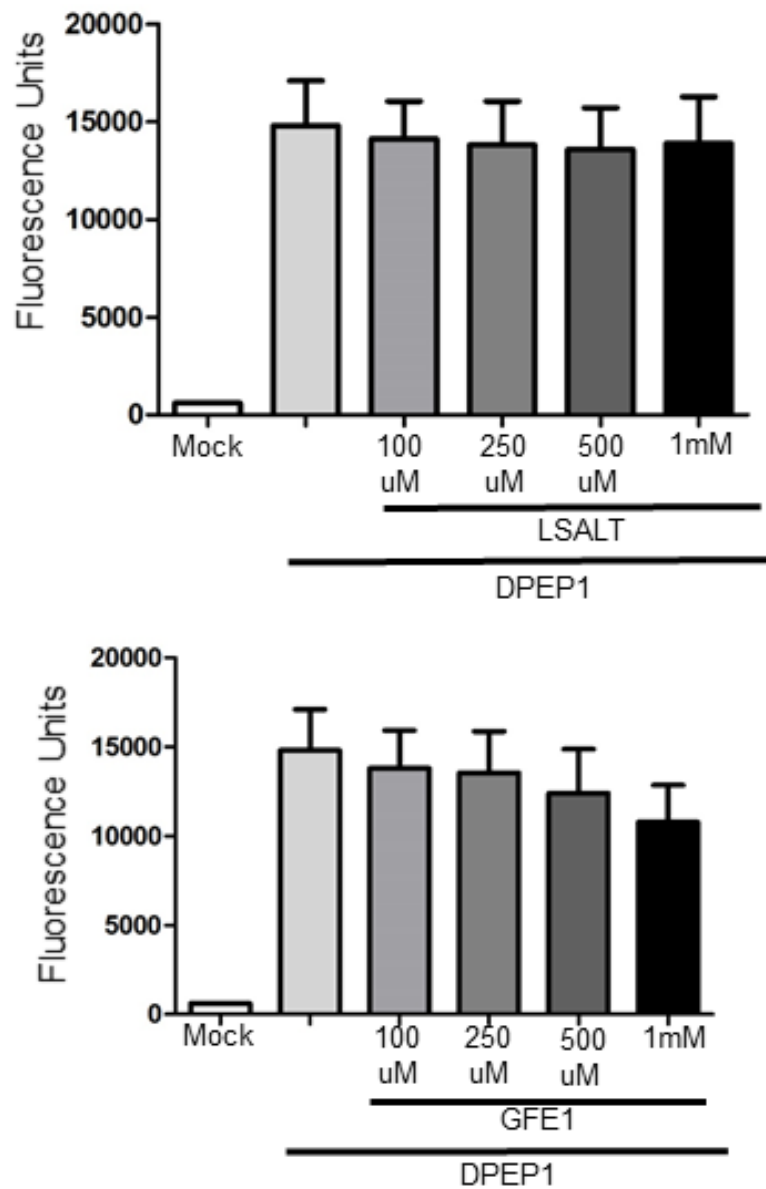 Fluorescence Units
20000
15000
10000
5000
0
Mock
100 uM
250 uM
500 uM
1mM
LSALT
DPEP1
Fluorescence Units
20000
15000
10000
5000
0
Mock
100 uM
250 uM
500 uM
1mM
GFE1
DPEP1